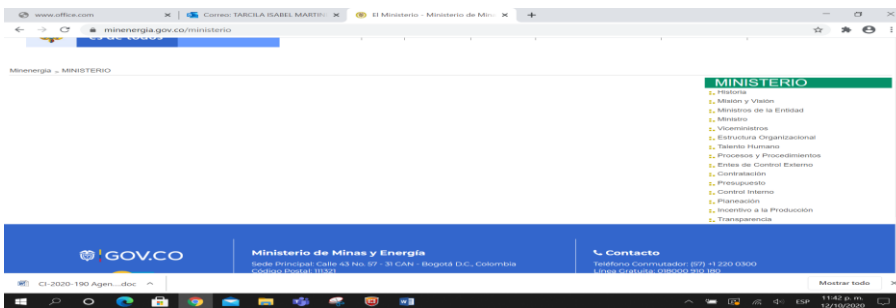 www.office.com
Correo: TARCILA ISABEL MARTIN
El Ministerio - Ministerio de Min
minenergia.gov.co/ministerio
es de todos
Minenergia
MINISTERIO
MINISTERIO
Historia
Misión y Visión
Ministros de la Entidad
Ministro
Viceministros
Estructura Organizacional
Talento Humano
Procesos y Procedimientos
Entes de Control Externo
Contratación
Presupuesto
Control Interno
Planeación
Incentivo a la Producción
Transparencia
GOV.CO
Ministerio de Minas y Energía
Sede Principal: Calle 43 No. 57 - 31 CAN - Bogotá D.C., Colombia
Código Postal: 111321
Contacto
Teléfono Conmutador: (57) +1 220 0300
Línea Gratuita: 018000 910 180
CI-2020-190 Agen....doc
Mostrar todo
ESP
11:42 p. m.
12/10/2020